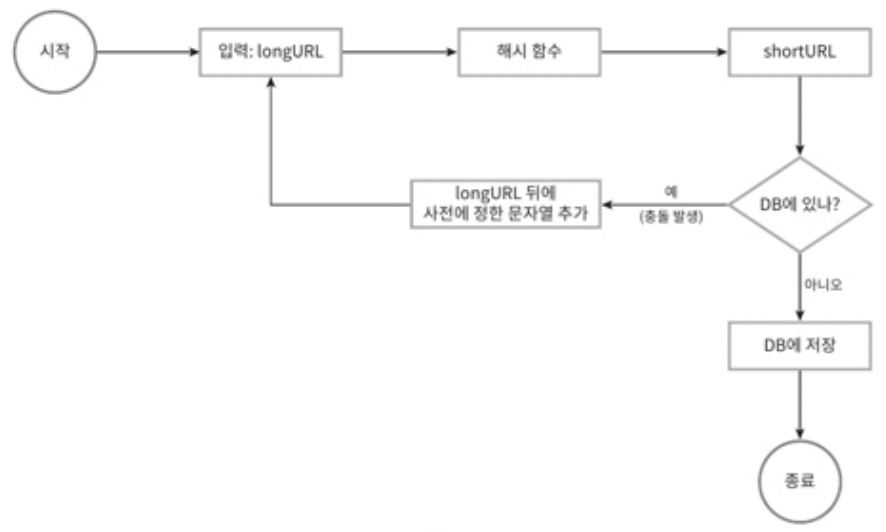 시작
입력: longURL
해시 함수
shortURL
longURL 뒤에
사전에 정한 문자열 추가
예
(충돌 발생)
DB에 있나?
아니오
DB에 저장
종료